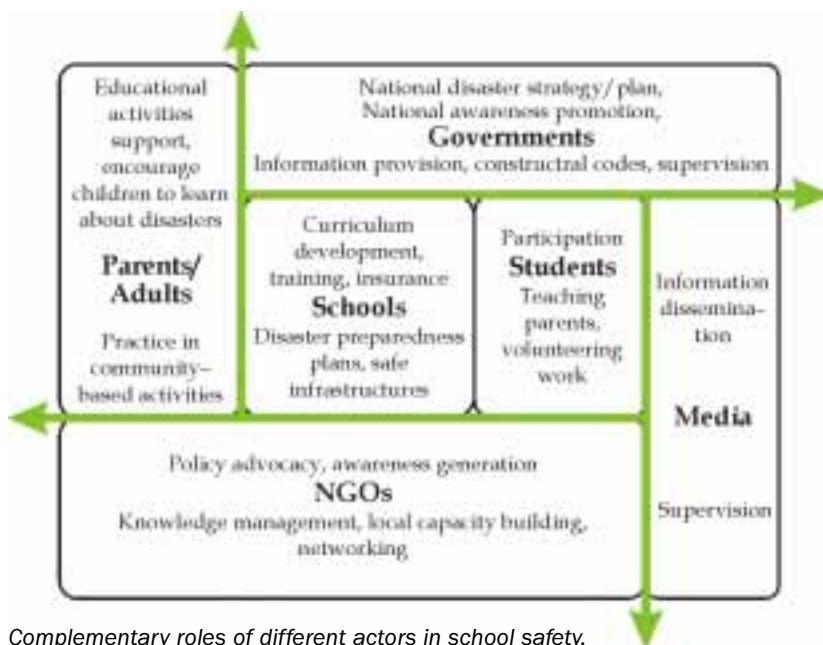 Educational
activities
support,
encourage
children to learn
about disasters
Parents/
Adults
Practice in
community–
based activities
National disaster strategy/plan,
National awareness promotion,
Governments
Information provision, constructral codes, supervision
Curriculum
development,
training, insurance
Schools
Disaster preparedness
plans, safe
infrastructures
Participation
Students
Teaching
parents,
volunteering
work
Information
dissemina-
tion
Media
Supervision
Policy advocacy, awareness generation
NGOs
Knowledge management, local capacity building,
networking
Complementary roles of different actors in school safety.